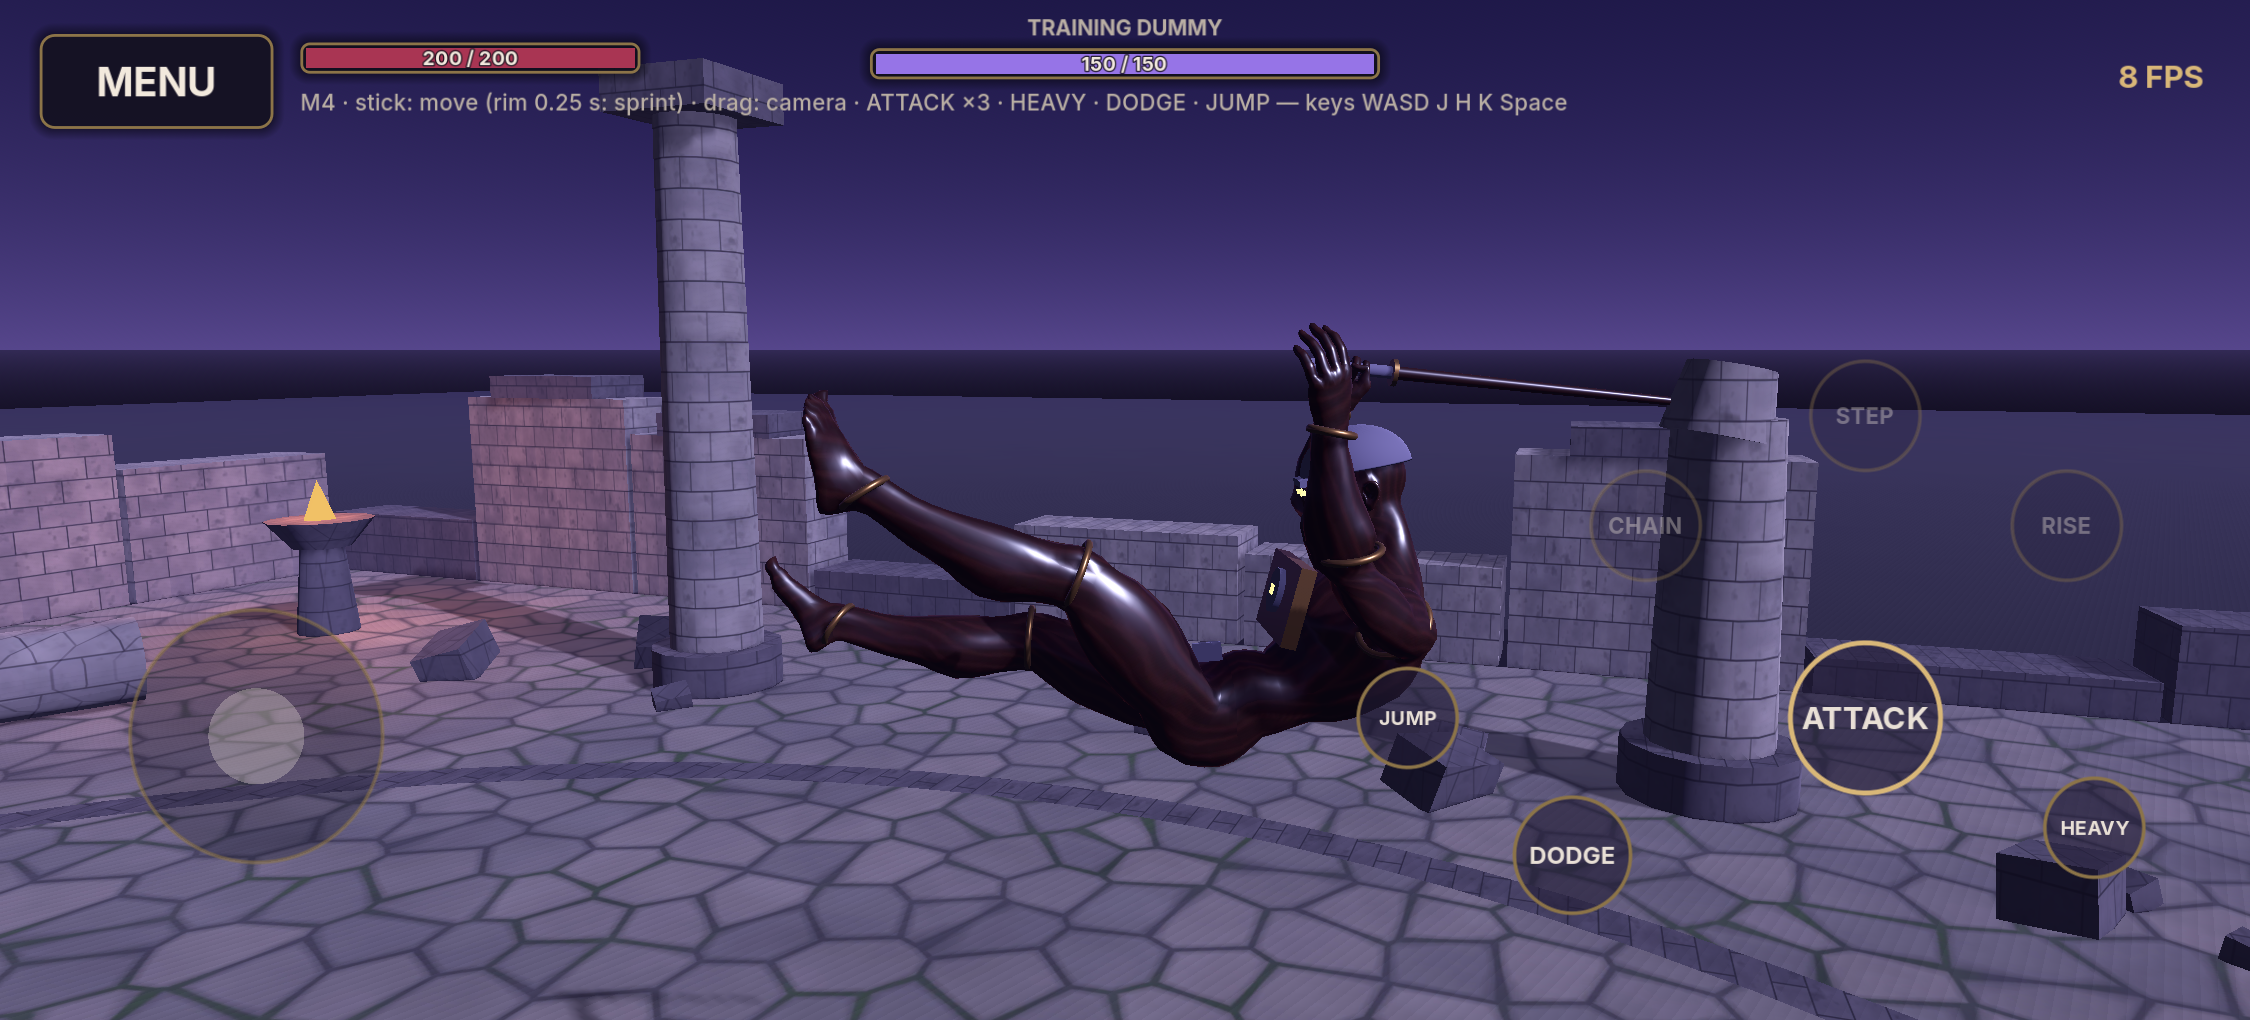 TRAINING DUMMY
MENU
200 / 200
150 / 150
8 FPS
M4 · stick: move (rim 0.25 s: sprint) · drag: camera · ATTACK ×3 · HEAVY · DODGE · JUMP — keys WASD J H K Space
STEP
CHAIN
RISE
JUMP
ATTACK
HEAVY
DODGE